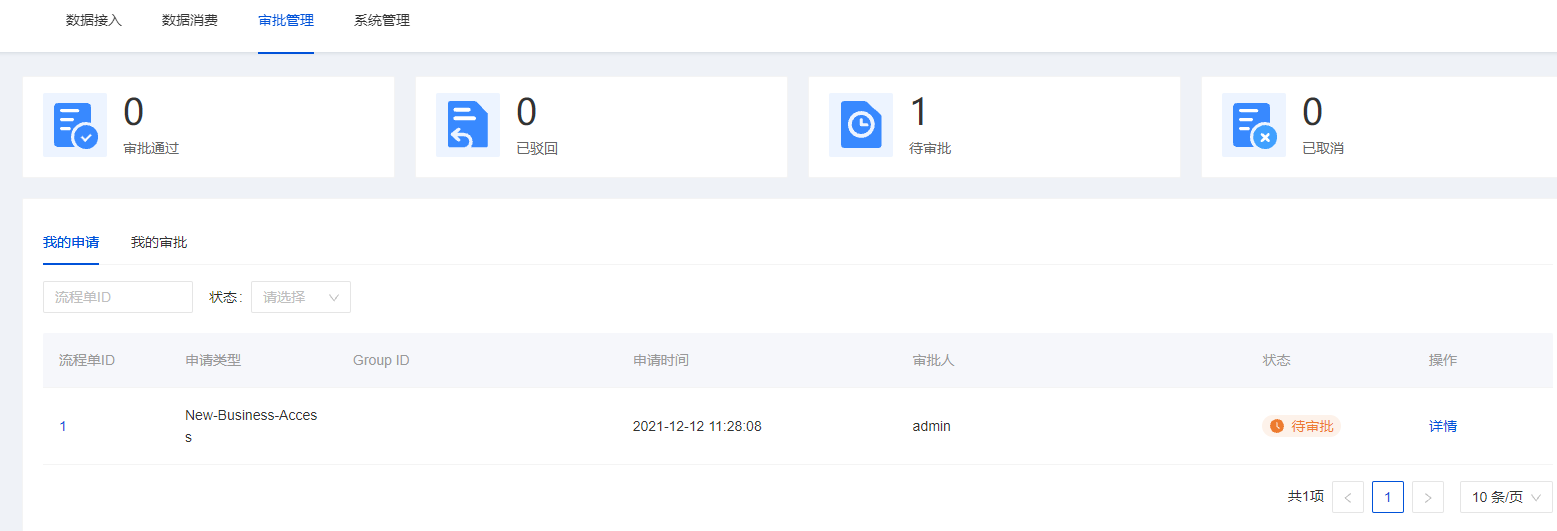 数据接入 数据消费 审批管理 系统管理
0 0 1 0
审批通过 已驳回 待审批 已取消
我的申请 我的审批
流程单ID 状态: 请选择
流程单ID 申请类型 Group ID 申请时间 审批人 状态 操作
1 New-Business-Acces
s 2021-12-12 11:28:08 admin 待审批 详情
共1项 < 1 > 10 条/页